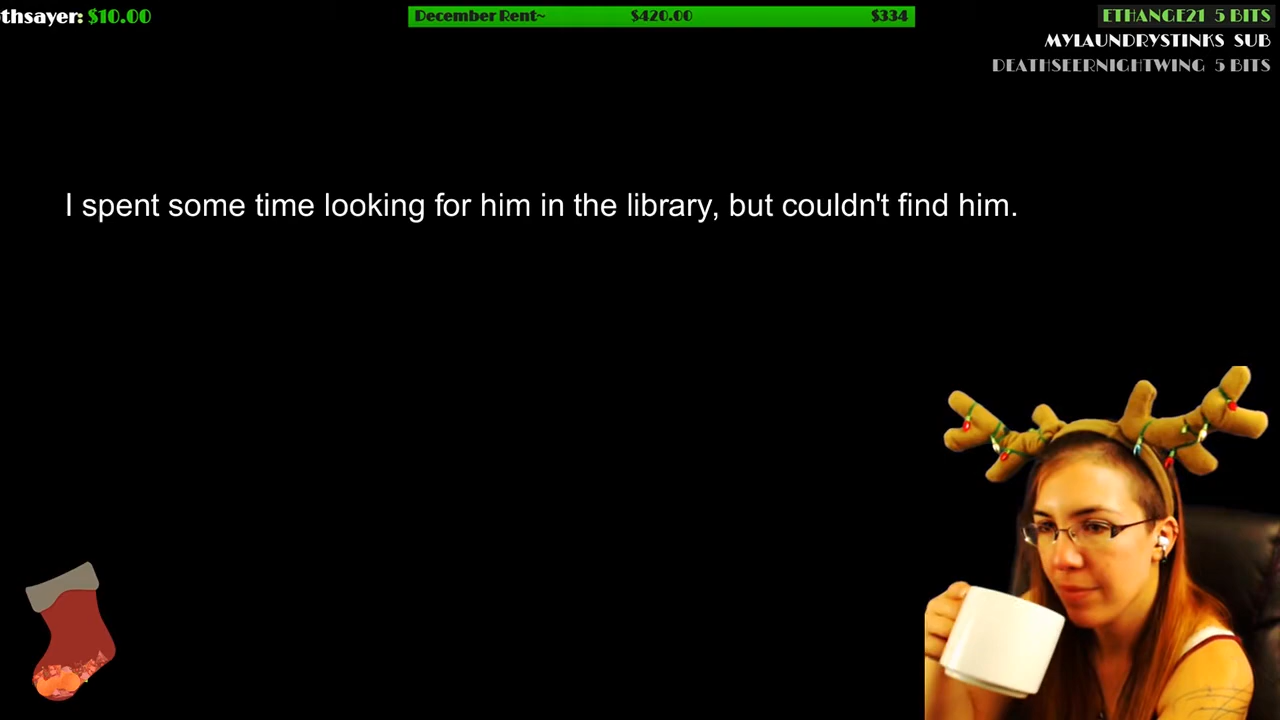 thsayer: $10.00
December Rent~ $420.00 $334
ETHANGE21 5 BITS
MYLAUNDRYSTINKS SUB
DEATHSEERNIGHTWING 5 BITS
I spent some time looking for him in the library, but couldn't find him.